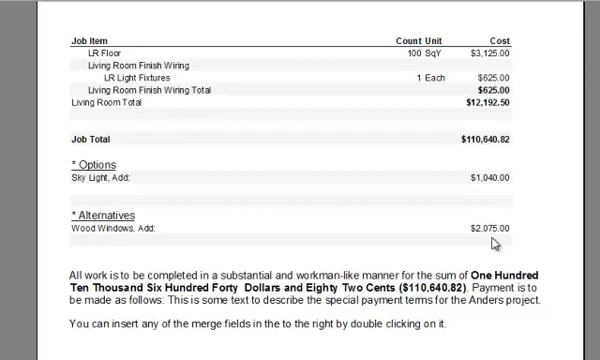 Job Item Count Unit Cost
LR Floor 100 SqY $3,125.00
Living Room Finish Wiring
LR Light Fixtures 1 Each $625.00
Living Room Finish Wiring Total $625.00
Living Room Total $12,192.50
Job Total $110,640.82
* Options
Sky Light, Add: $1,040.00
* Alternatives
Wood Windows, Add: $2,075.00
All work is to be completed in a substantial and workman-like manner for the sum of One Hundred
Ten Thousand Six Hundred Forty Dollars and Eighty Two Cents ($110,640.82). Payment is to
be made as follows: This is some text to describe the special payment terms for the Anders project.
You can insert any of the merge fields in the to the right by double clicking on it.